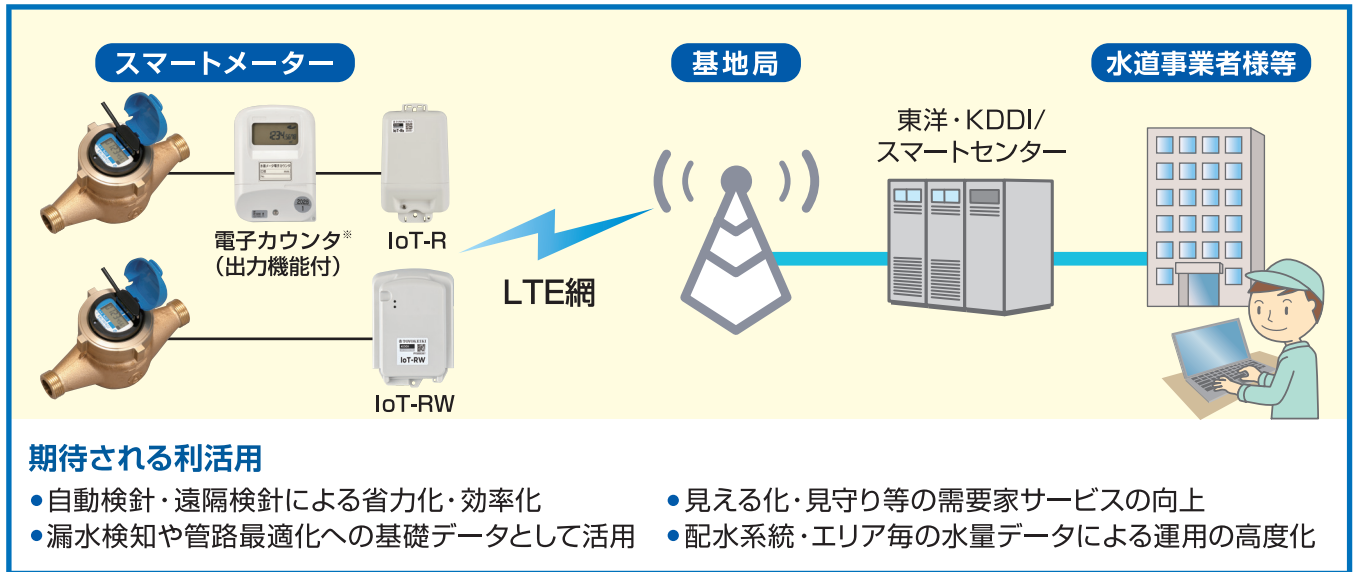 スマートメーター
基地局
水道事業者様等
東洋・KDDI/
スマートセンター
電子カウンタ※
（出力機能付）
IoT-R
LTE網
IoT-RW
IoT-RW
期待される利活用
●自動検針・遠隔検針による省力化・効率化
●漏水検知や管路最適化への基礎データとして活用
●見える化・見守り等の需要家サービスの向上
●配水系統・エリア毎の水量データによる運用の高度化